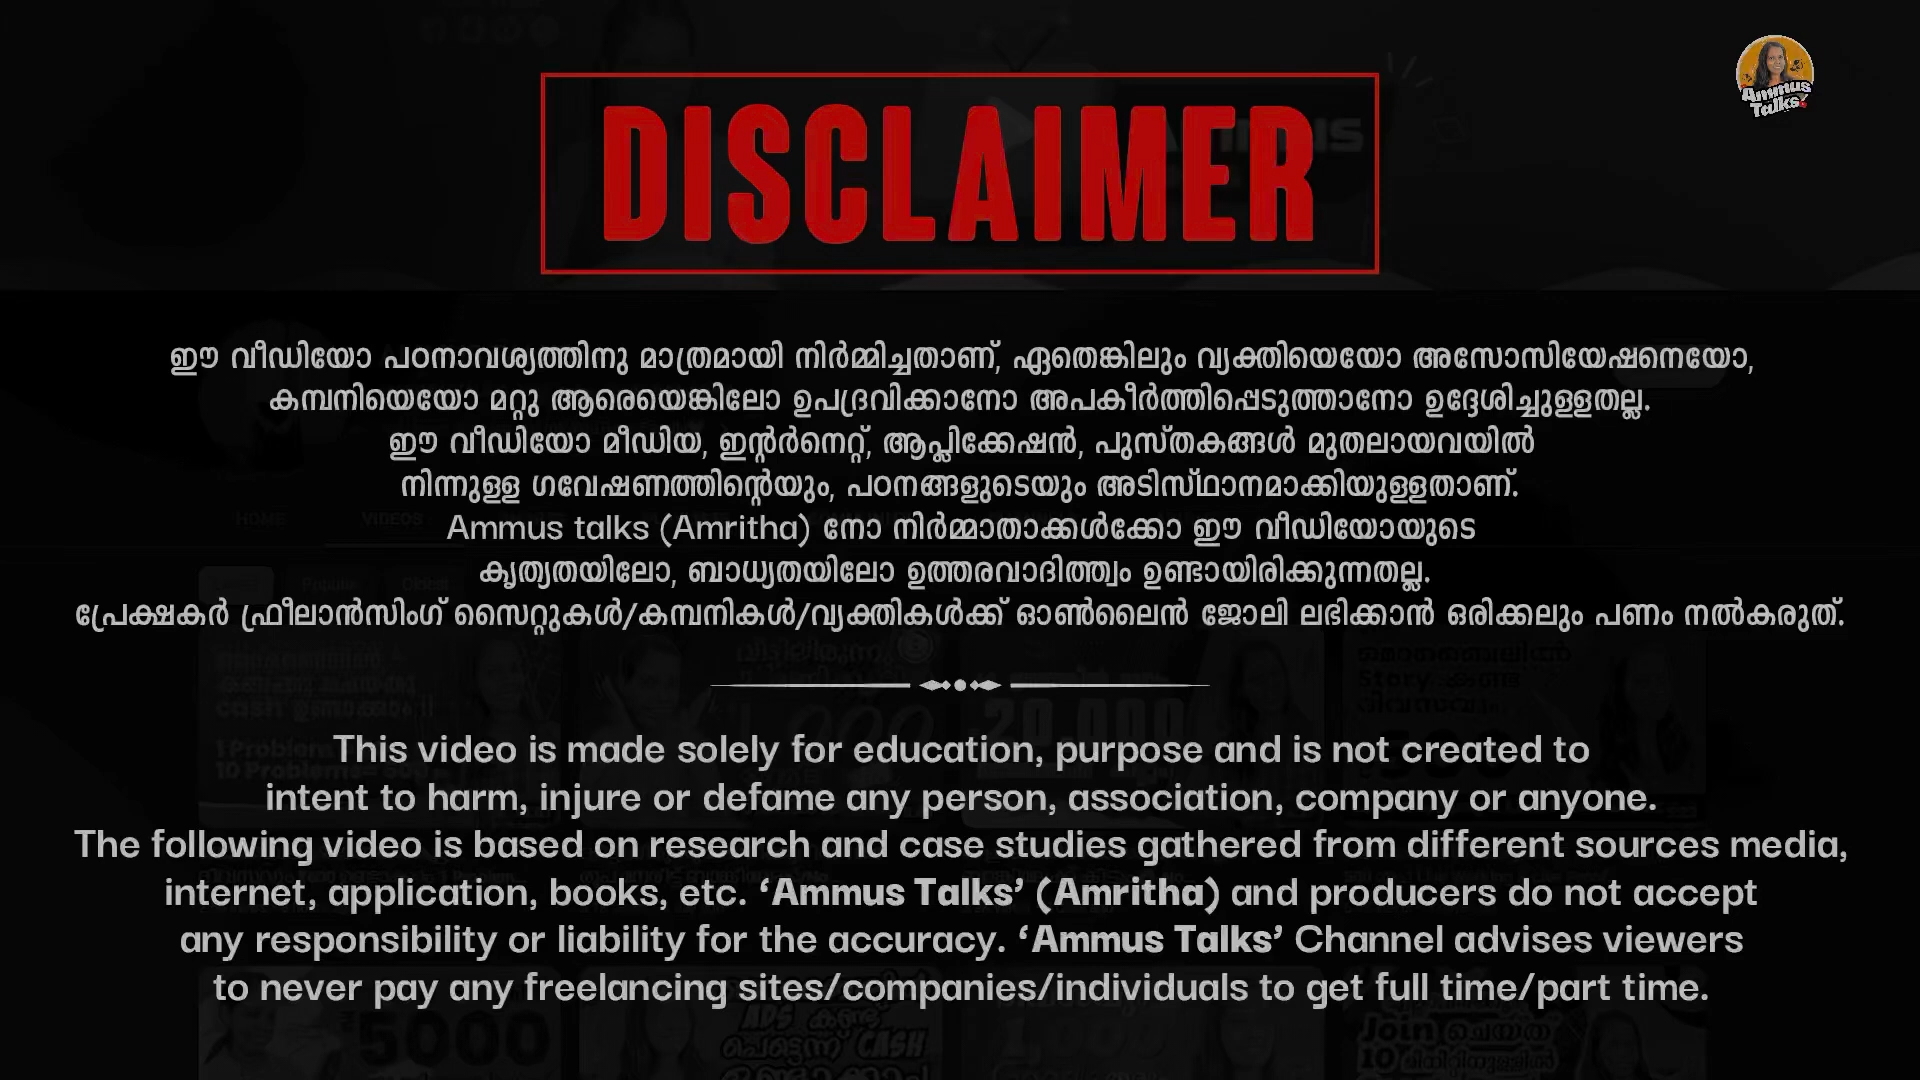 Ammus
Talks
DISCLAIMER
ഈ വീഡിയോ പഠനാവശ്യത്തിനു മാത്രമായി നിർമ്മിച്ചതാണ്, ഏതെങ്കിലും വ്യക്തിയെയോ അസോസിയേഷനെയോ,
കമ്പനിയെയോ മറ്റു ആരെയെങ്കിലോ ഉപദ്രവിക്കാനോ അപകീർത്തിപ്പെടുത്താനോ ഉദ്ദേശിച്ചുള്ളതല്ല.
ഈ വീഡിയോ മീഡിയ, ഇന്റർനെറ്റ്, ആപ്ലിക്കേഷൻ, പുസ്തകങ്ങൾ മുതലായവയിൽ
നിന്നുള്ള ഗവേഷണത്തിന്റെയും, പഠനങ്ങളുടെയും അടിസ്ഥാനമാക്കിയുള്ളതാണ്.
Ammus talks (Amritha) നോ നിർമ്മാതാക്കൾക്കോ ഈ വീഡിയോയുടെ
കൃത്യതയിലോ, ബാധ്യതയിലോ ഉത്തരവാദിത്ത്വം ഉണ്ടായിരിക്കുന്നതല്ല.
പ്രേക്ഷകർ ഫ്രീലാൻസിംഗ് സൈറ്റുകൾ/കമ്പനികൾ/വ്യക്തികൾക്ക് ഓൺലൈൻ ജോലി ലഭിക്കാൻ ഒരിക്കലും പണം നൽകരുത്.
This video is made solely for education, purpose and is not created to
intent to harm, injure or defame any person, association, company or anyone.
The following video is based on research and case studies gathered from different sources media,
internet, application, books, etc. ‘Ammus Talks’ (Amritha) and producers do not accept
any responsibility or liability for the accuracy. ‘Ammus Talks’ Channel advises viewers
to never pay any freelancing sites/companies/individuals to get full time/part time.